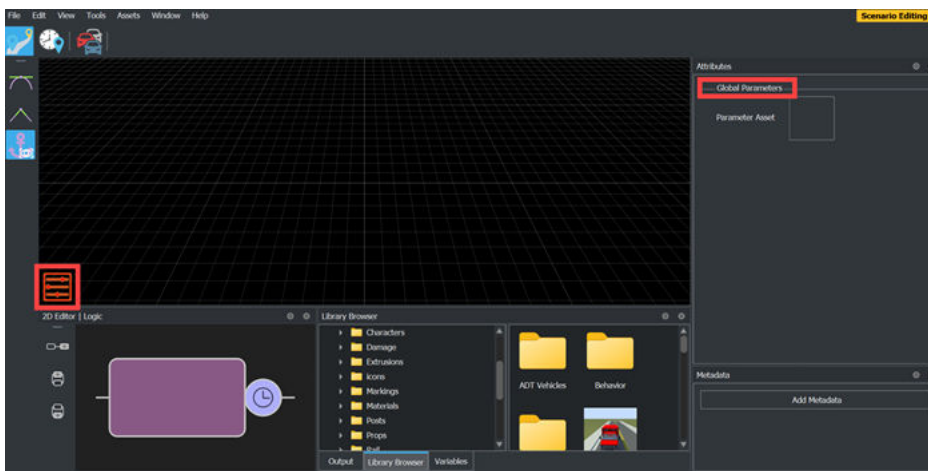 File Edit View Tools Assets Window Help
Scenario Editing
Attributes
Global Parameters
Parameter Asset
2D Editor | Logic
Library Browser
Characters
Damage
Extrusions
Icons
Markings
Materials
Posts
Props
Rail
ADT Vehicles Behavior
Metadata
Add Metadata
Output Library Browser Variables